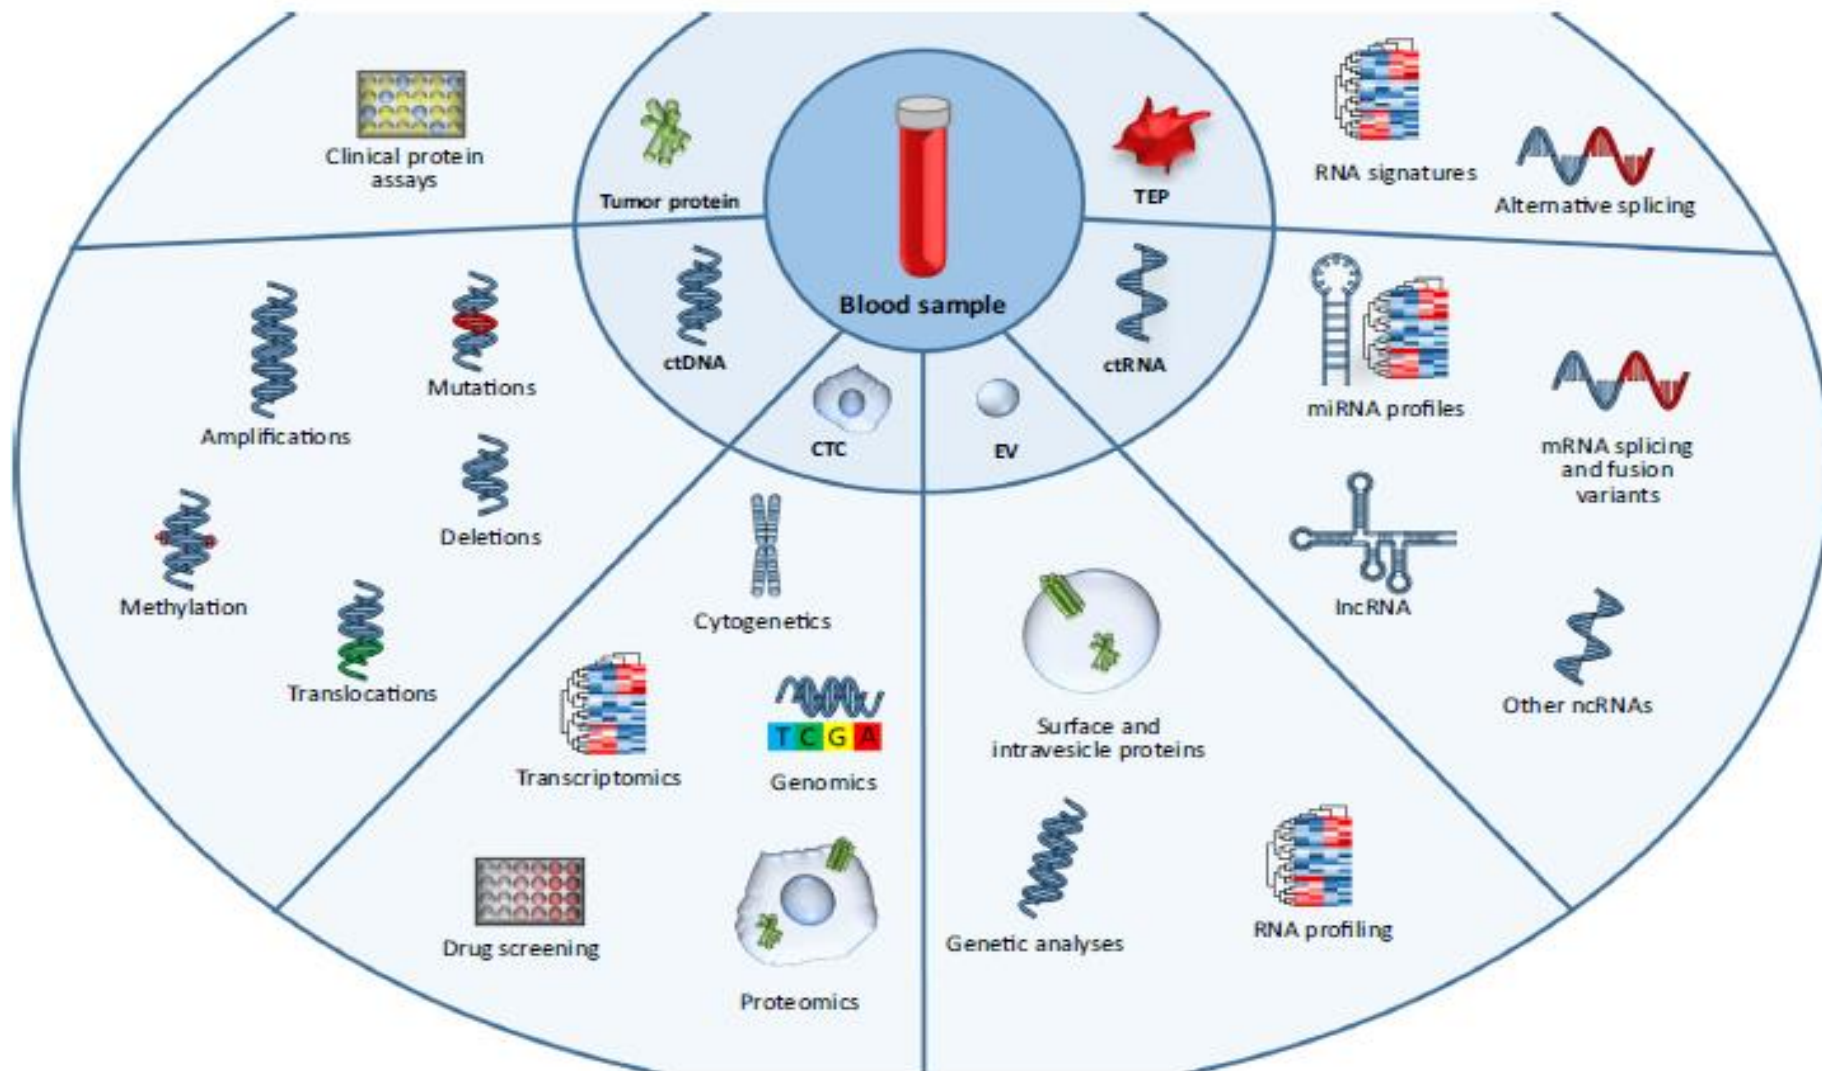 Clinical protein
assays
Tumor protein
Blood sample
TEP
RNA signatures
Alternative splicing
ctDNA
ctRNA
CTC
EV
Amplifications
Mutations
Deletions
Methylation
Translocations
miRNA profiles
mRNA splicing
and fusion
variants
lncRNA
Other ncRNAs
Cytogenetics
Transcriptomics
T C G A
Genomics
Drug screening
Proteomics
Surface and
intravesicle proteins
Genetic analyses
RNA profiling